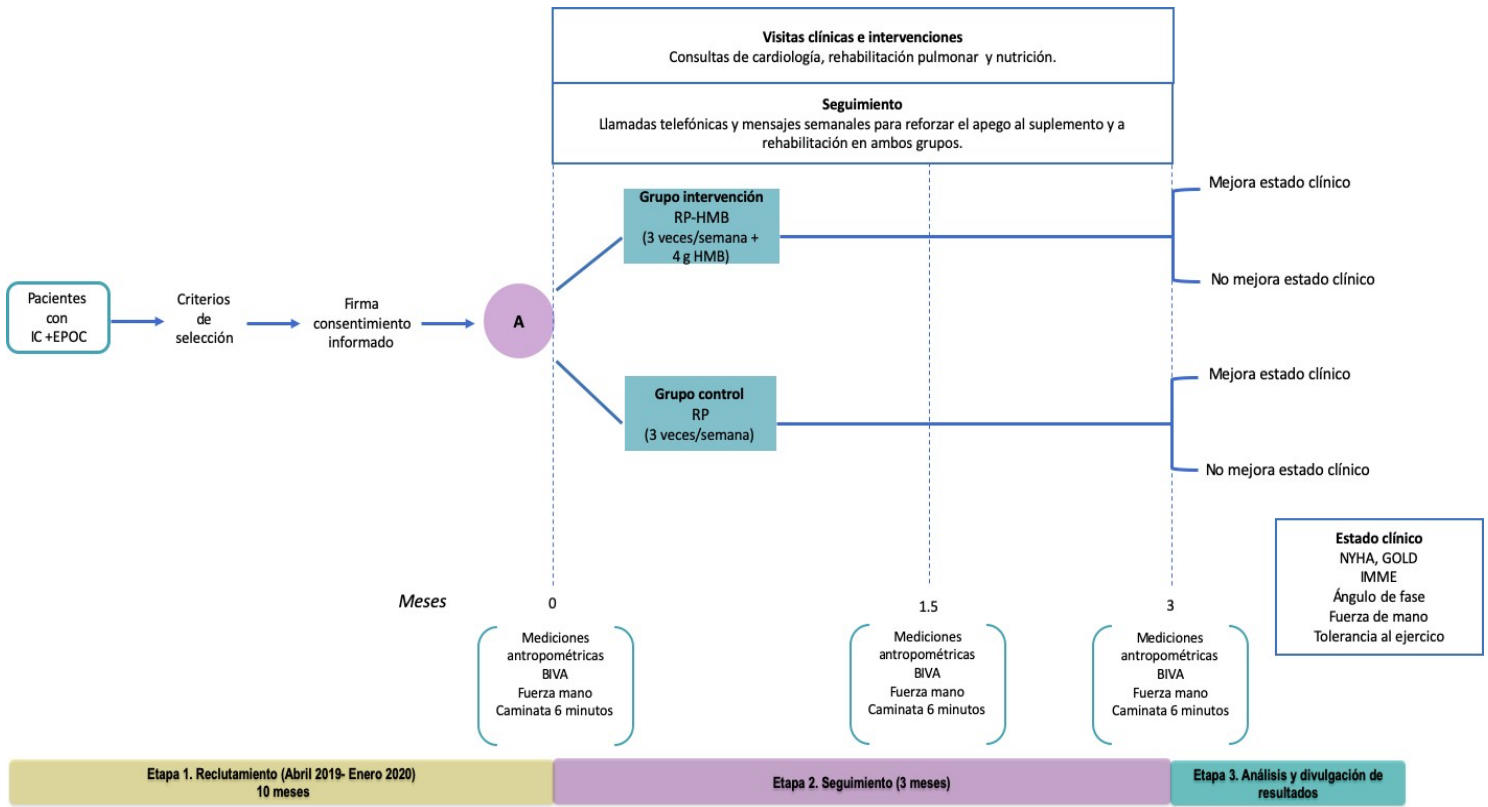 Visitas clínicas e intervenciones
Consultas de cardiología, rehabilitación pulmonar y nutrición.
Seguimiento
Llamadas telefónicas y mensajes semanales para reforzar el apego al suplemento y a
rehabilitación en ambos grupos.
Pacientes
con
IC +EPOC
Criterios
de
selección
Firma
consentimiento
informado
A
Grupo intervención
RP-HMB
(3 veces/semana +
4 g HMB)
Mejora estado clínico
No mejora estado clínico
Grupo control
RP
(3 veces/semana)
Mejora estado clínico
No mejora estado clínico
Estado clínico
NYHA, GOLD
IMME
Ángulo de fase
Fuerza de mano
Tolerancia al ejercico
Meses
0
1.5
3
Mediciones
antropométricas
BIVA
Fuerza mano
Caminata 6 minutos
Mediciones
antropométricas
BIVA
Fuerza mano
Caminata 6 minutos
Mediciones
antropométricas
BIVA
Fuerza mano
Caminata 6 minutos
Etapa 1. Reclutamiento (Abril 2019- Enero 2020)
10 meses
Etapa 2. Seguimiento (3 meses)
Etapa 3. Análisis y divulgación de
resultados